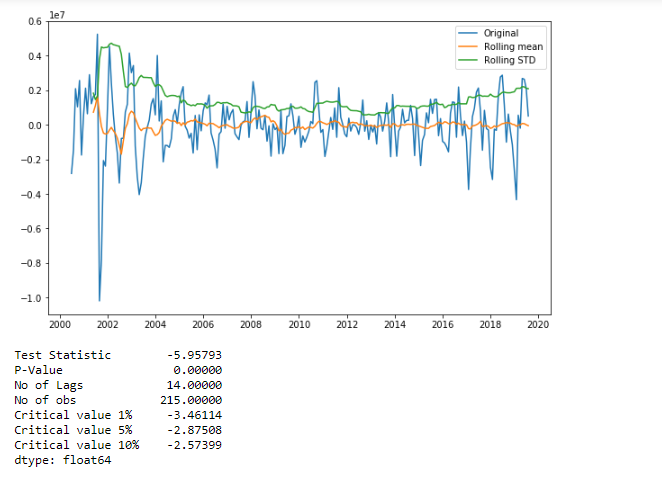 1e7
Original
Rolling mean
Rolling STD
0.6
0.4
0.2
0.0
−0.2
−0.4
−0.6
−0.8
−1.0
2000 2002 2004 2006 2008 2010 2012 2014 2016 2018 2020
Test Statistic -5.95793
P-Value 0.00000
No of Lags 14.00000
No of obs 215.00000
Critical value 1% -3.46114
Critical value 5% -2.87508
Critical value 10% -2.57399
dtype: float64